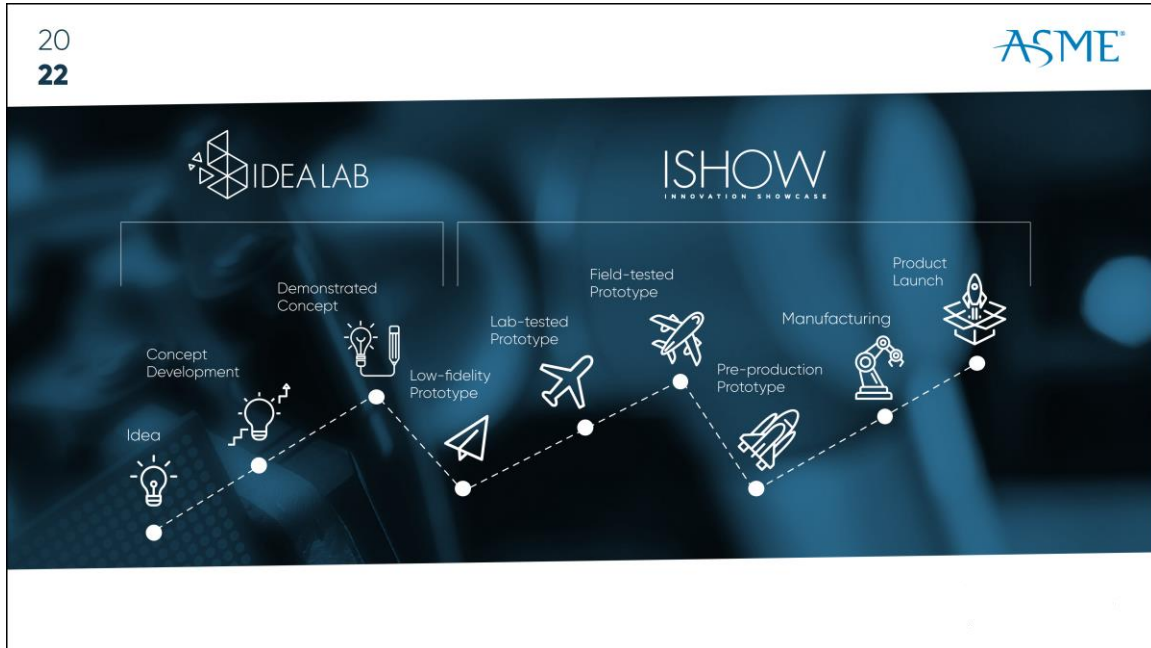 20
22
ASME®
IDEALAB
ISHOW
INNOVATION SHOWCASE
Idea
Concept
Development
Demonstrated
Concept
Low-fidelity
Prototype
Lab-tested
Prototype
Field-tested
Prototype
Pre-production
Prototype
Manufacturing
Product
Launch